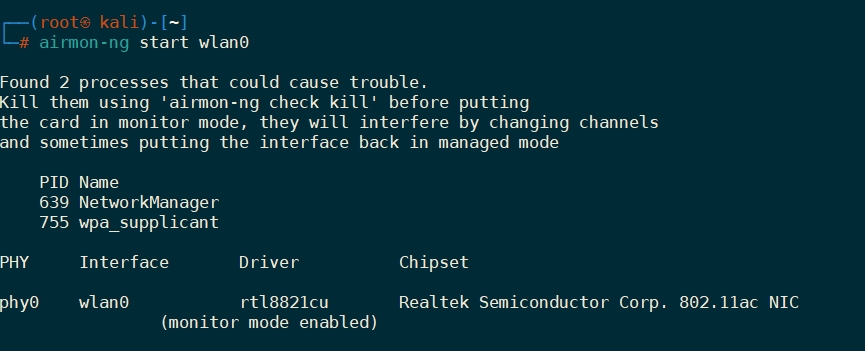 ┌──(root㉿ kali)-[~]
└─# airmon-ng start wlan0
Found 2 processes that could cause trouble.
Kill them using 'airmon-ng check kill' before putting
the card in monitor mode, they will interfere by changing channels
and sometimes putting the interface back in managed mode
PID Name
639 NetworkManager
755 wpa_supplicant
PHY Interface Driver Chipset
phy0 wlan0 rtl8821cu Realtek Semiconductor Corp. 802.11ac NIC
(monitor mode enabled)